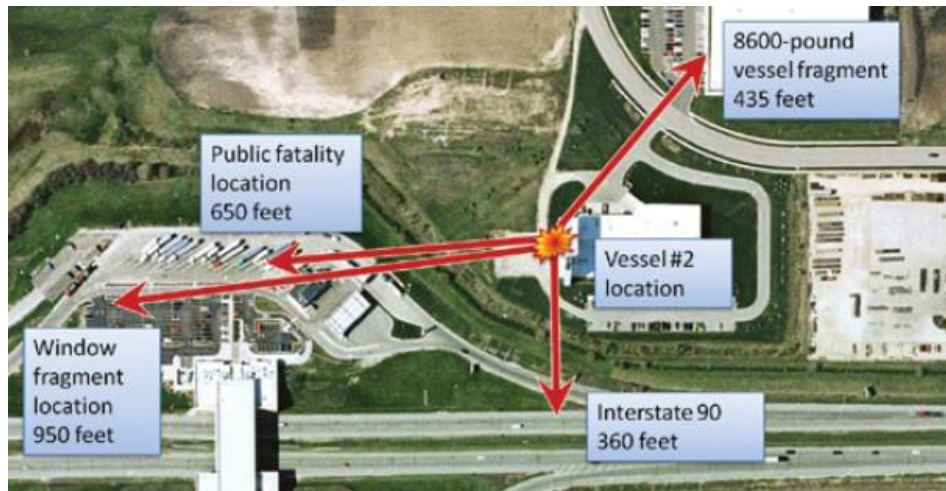 8600-pound
vessel fragment
435 feet
Public fatality
location
650 feet
Vessel #2
location
Window
fragment
location
950 feet
Interstate 90
360 feet